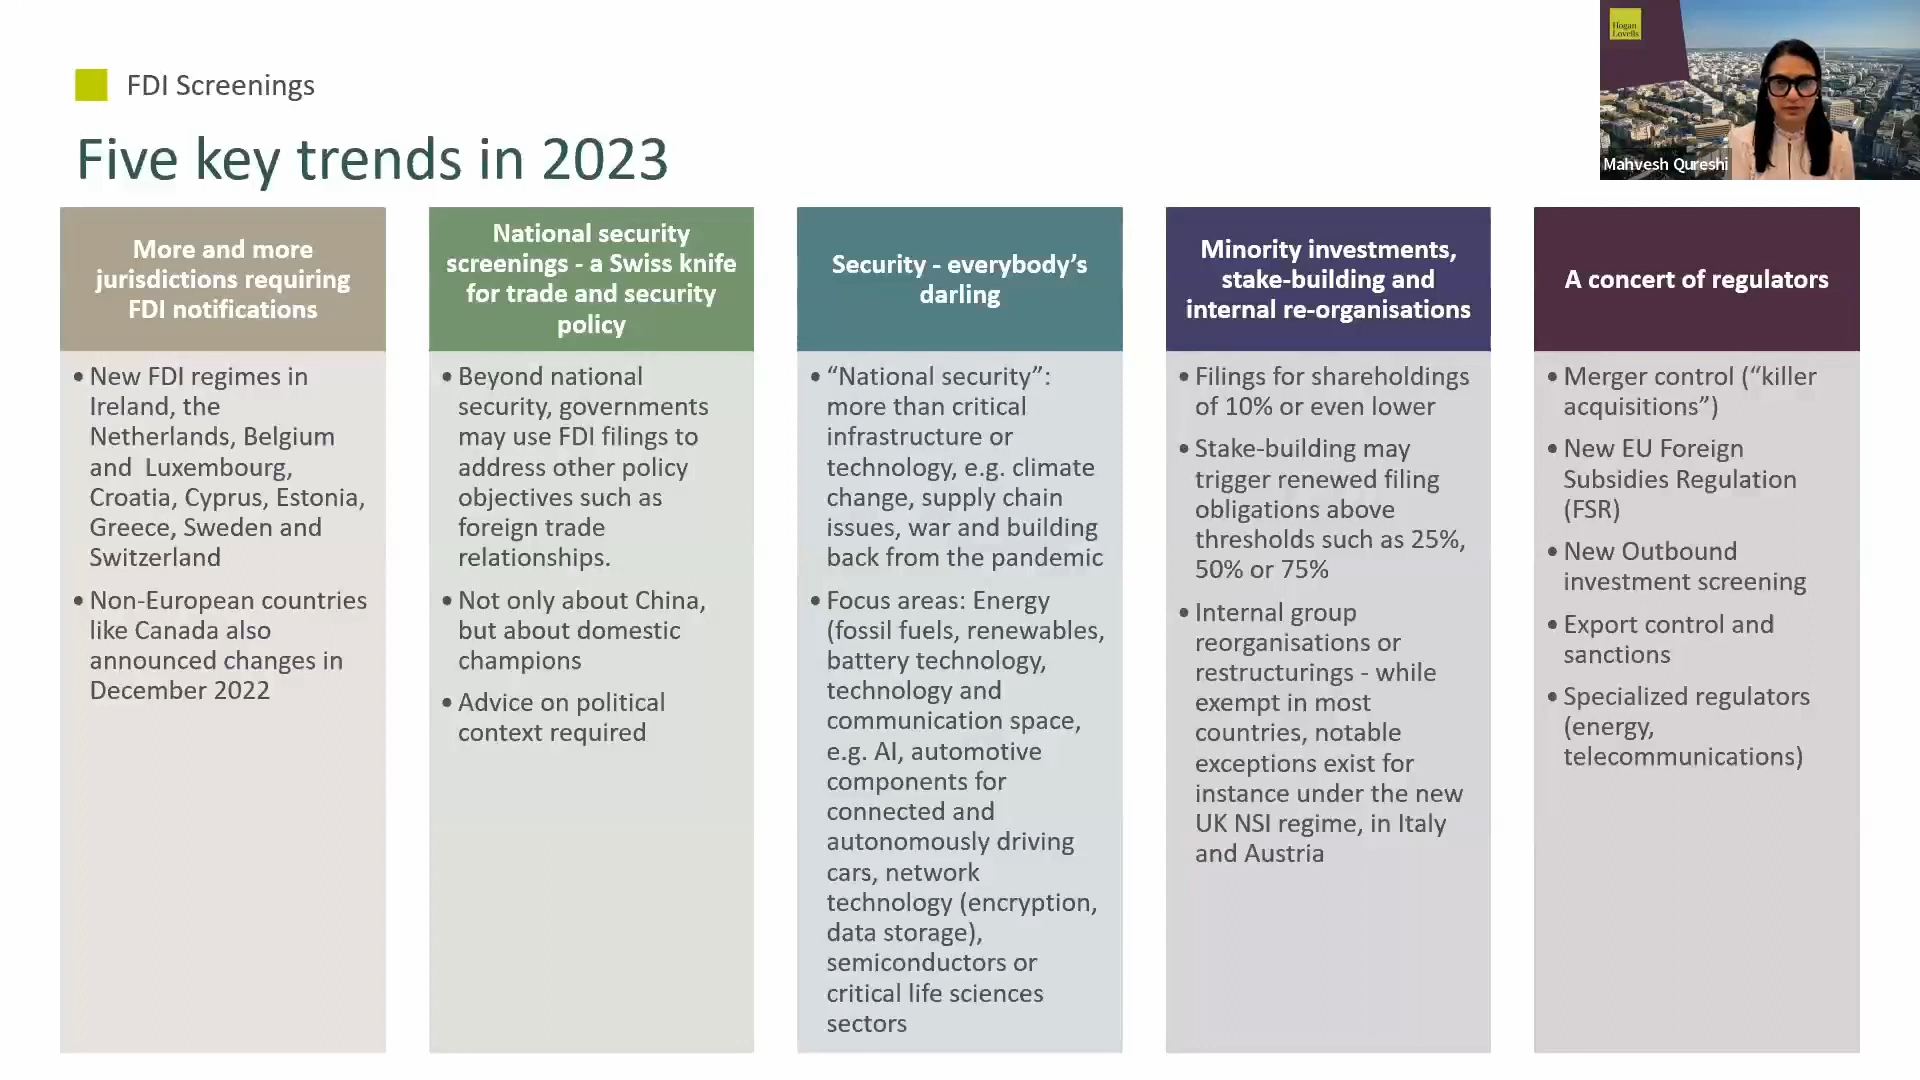 FDI Screenings
Five key trends in 2023
Hogan
Lovells
Mahvesh Qureshi
More and more
jurisdictions requiring
FDI notifications
• New FDI regimes in
Ireland, the
Netherlands, Belgium
and Luxembourg,
Croatia, Cyprus, Estonia,
Greece, Sweden and
Switzerland
• Non-European countries
like Canada also
announced changes in
December 2022
National security
screenings - a Swiss knife
for trade and security
policy
• Beyond national
security, governments
may use FDI filings to
address other policy
objectives such as
foreign trade
relationships.
• Not only about China,
but about domestic
champions
• Advice on political
context required
Security - everybody’s
darling
• “National security”:
more than critical
infrastructure or
technology, e.g. climate
change, supply chain
issues, war and building
back from the pandemic
• Focus areas: Energy
(fossil fuels, renewables,
battery technology,
technology and
communication space,
e.g. AI, automotive
components for
connected and
autonomously driving
cars, network
technology (encryption,
data storage),
semiconductors or
critical life sciences
sectors
Minority investments,
stake-building and
internal re-organisations
• Filings for shareholdings
of 10% or even lower
• Stake-building may
trigger renewed filing
obligations above
thresholds such as 25%,
50% or 75%
• Internal group
reorganisations or
restructurings - while
exempt in most
countries, notable
exceptions exist for
instance under the new
UK NSI regime, in Italy
and Austria
A concert of regulators
• Merger control (“killer
acquisitions”)
• New EU Foreign
Subsidies Regulation
(FSR)
• New Outbound
investment screening
• Export control and
sanctions
• Specialized regulators
(energy,
telecommunications)